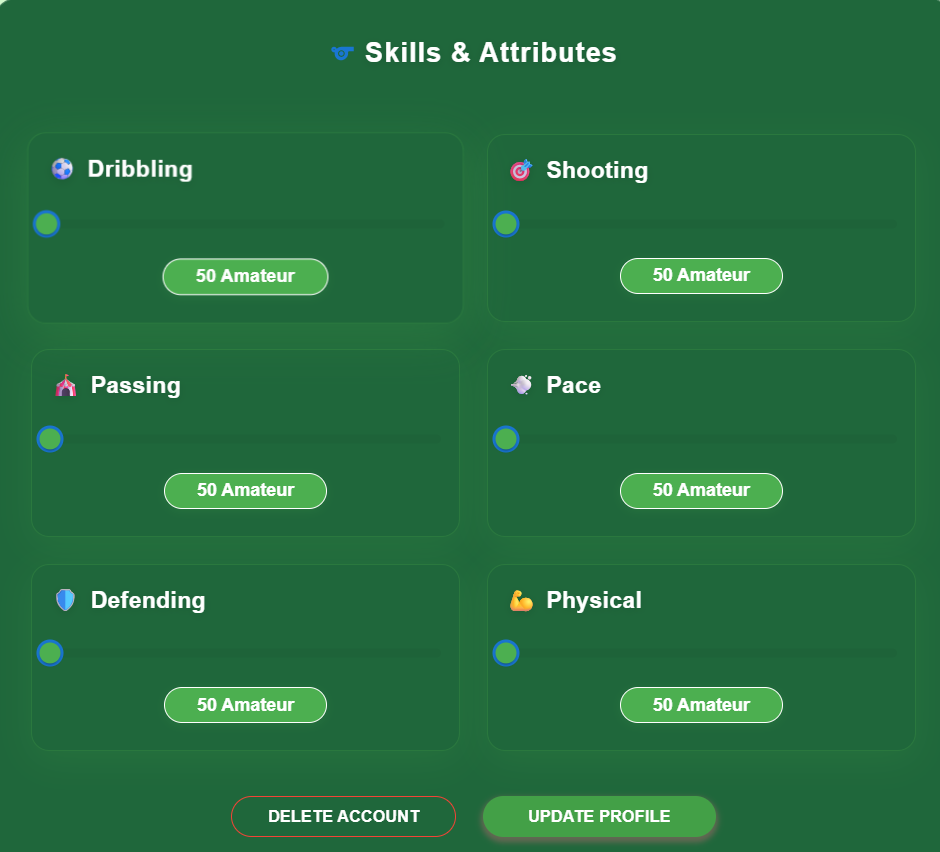 Skills & Attributes
Dribbling
50 Amateur
Shooting
50 Amateur
Passing
50 Amateur
Pace
50 Amateur
Defending
50 Amateur
Physical
50 Amateur
DELETE ACCOUNT
UPDATE PROFILE